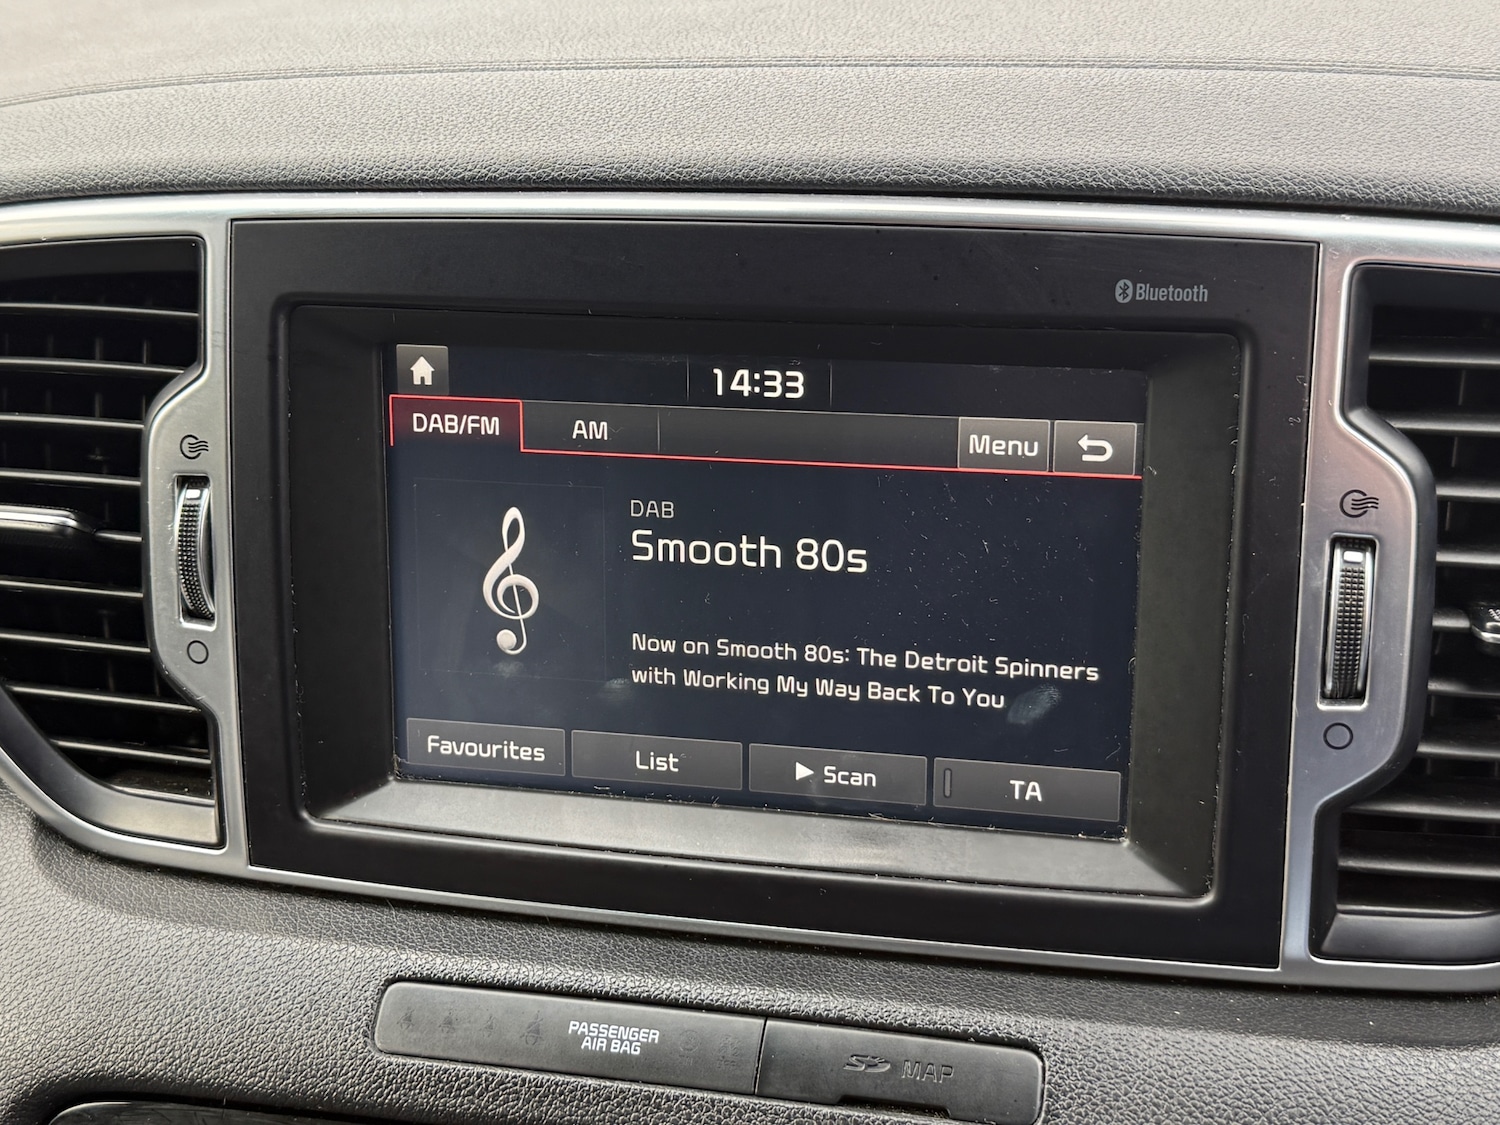 Bluetooth
14:33
DAB/FM AM Menu
DAB
Smooth 80s
Now on Smooth 80s: The Detroit Spinners
with Working My Way Back To You
Favourites List Scan TA
PASSENGER
AIR BAG
SD MAP